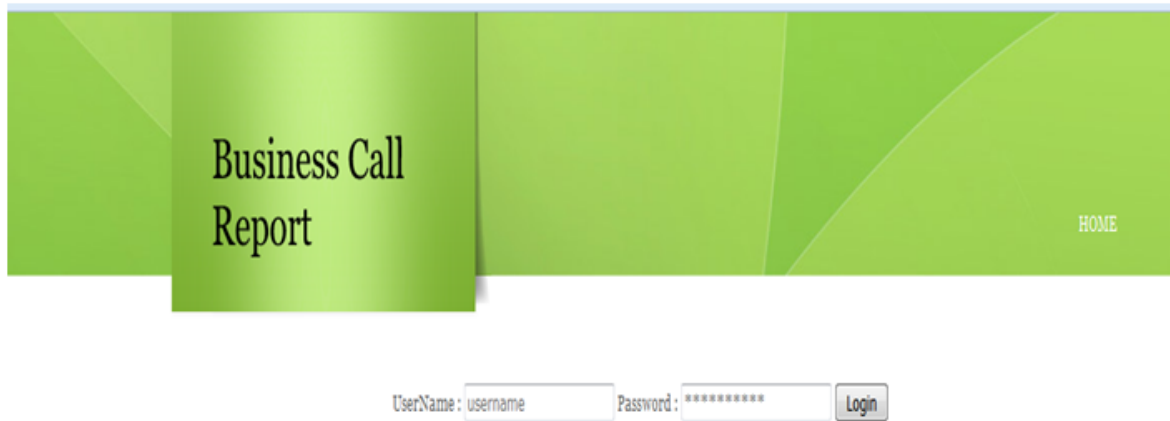 Business Call
Report
HOME
UserName : username Password : ********** Login